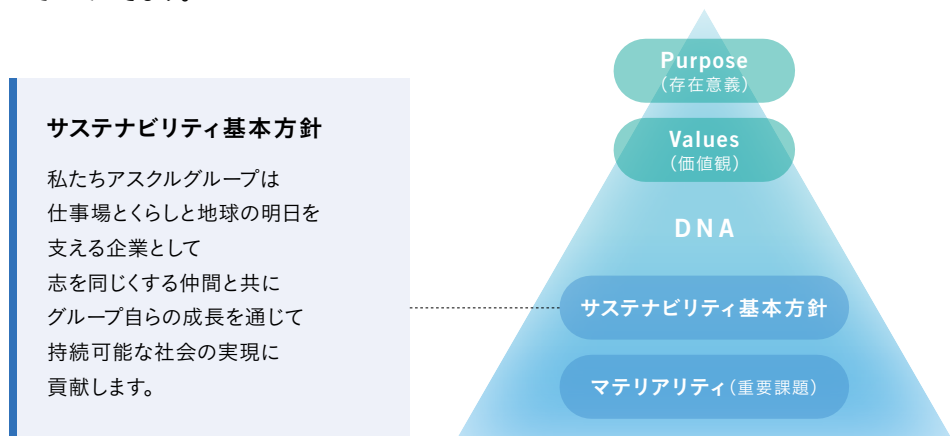 サステナビリティ基本方針
私たちアスクルグループは
仕事場とくらしと地球の明日を
支える企業として
志を同じくする仲間と共に
グループ自らの成長を通じて
持続可能な社会の実現に
貢献します。
Purpose
(存在意義)
Values
(価値観)
DNA
サステナビリティ基本方針
マテリアリティ(重要課題)